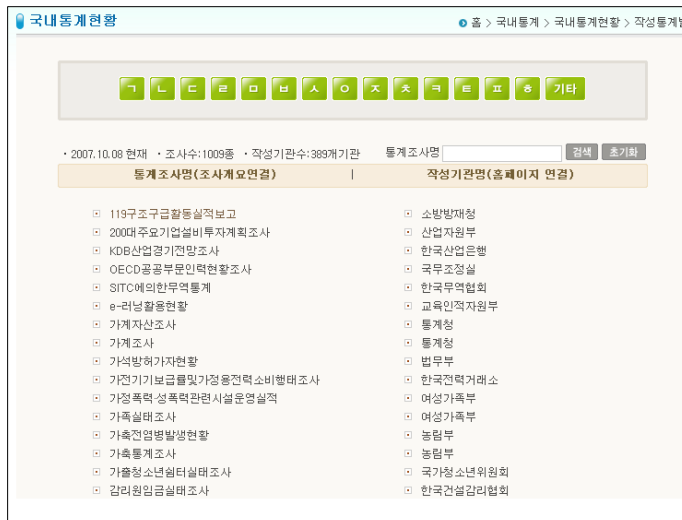 국내통계현황
홈 > 국내통계 > 국내통계현황 > 작성통계별
ㄱ ㄴ ㄷ ㄹ ㅁ ㅂ ㅅ ㅇ ㅈ ㅊ ㅋ ㅌ ㅍ ㅎ 기타
· 2007.10.08 현재 · 조사수:1009종 · 작성기관수:389개기관 통계조사명 검색 초기화
통계조사명(조사개요연결) | 작성기관명(홈페이지 연결)
119구조구급활동실적보고 소방방재청
200대주요기업설비투자계획조사 산업자원부
KDB산업경기전망조사 한국산업은행
OECD공공부문인력현황조사 국무조정실
SITC에의한무역통계 한국무역협회
e-러닝활용현황 교육인적자원부
가계자산조사 통계청
가계조사 통계청
가석방허가자현황 법무부
가전기기보급률및가정용전력소비행태조사 한국전력거래소
가정폭력·성폭력관련시설운영실적 여성가족부
가족실태조사 여성가족부
가축전염병발생현황 농림부
가축통계조사 농림부
가출청소년쉼터실태조사 국가청소년위원회
감리원임금실태조사 한국건설감리협회